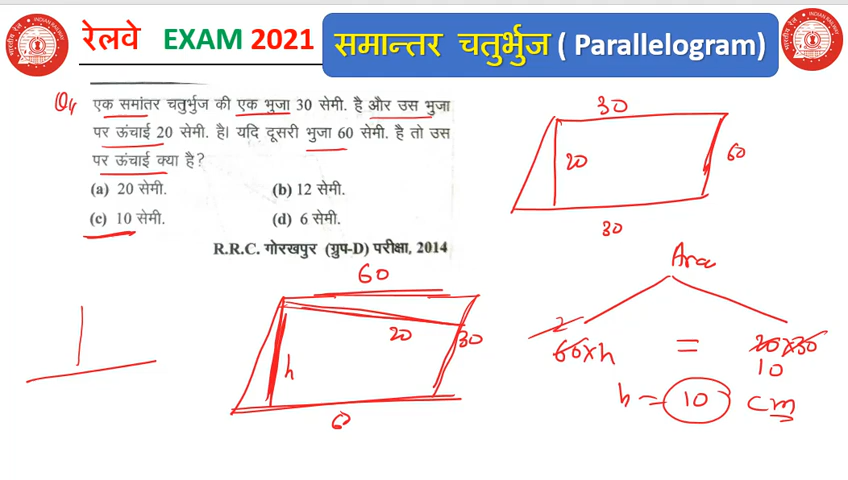 रेलवे EXAM 2021
समान्तर चतुर्भुज ( Parallelogram)
एक समांतर चतुर्भुज की एक भुजा 30 सेमी. है और उस भुजा
पर ऊंचाई 20 सेमी. है। यदि दूसरी भुजा 60 सेमी. है तो उस
पर ऊंचाई क्या है?
(a) 20 सेमी. (b) 12 सेमी.
(c) 10 सेमी. (d) 6 सेमी.
R.R.C. गोरखपुर (ग्रुप-D) परीक्षा, 2014
30
20
60
30
60
20
30
h
Area
2
60×h = 20×30
10
h = 10 cm